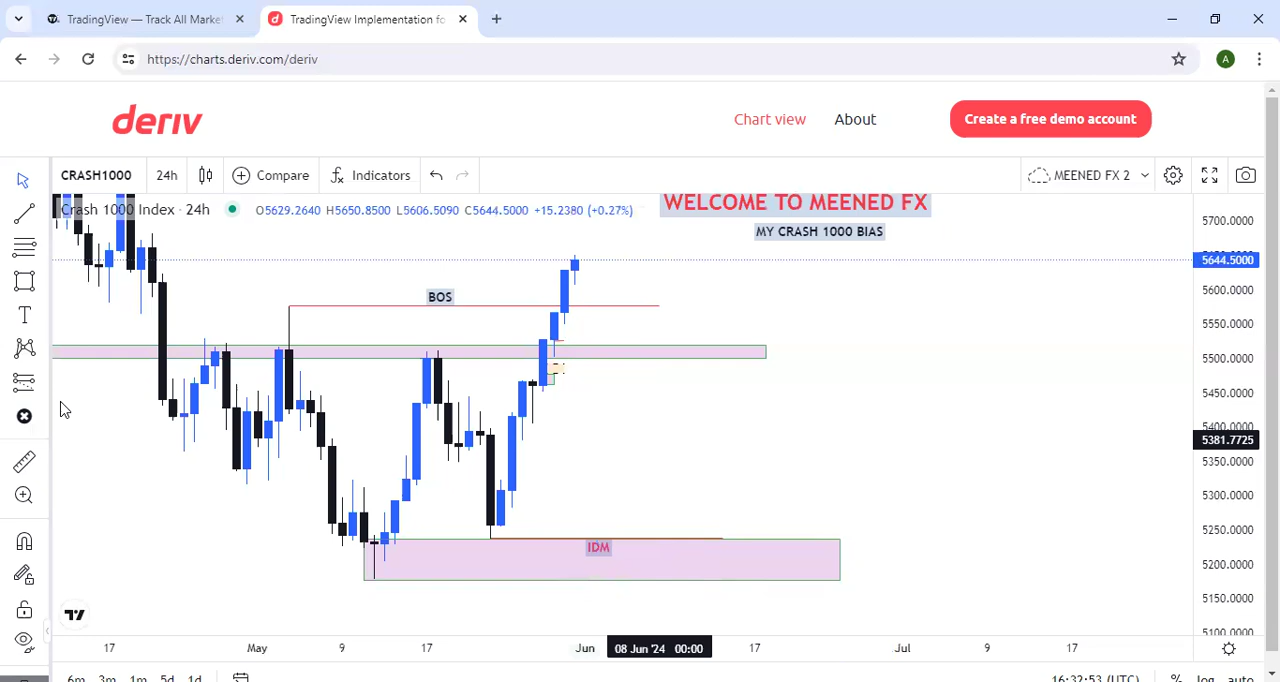 TradingView — Track All Marke
TradingView Implementation fo
https://charts.deriv.com/deriv
A
deriv
Chart view
About
Create a free demo account
CRASH1000
24h
Compare
Indicators
MEENED FX 2
Crash 1000 Index · 24h
O5629.2640 H5650.8500 L5606.5090 C5644.5000 +15.2380 (+0.27%)
WELCOME TO MEENED FX
MY CRASH 1000 BIAS
BOS
IDM
5700.0000
5644.5000
5600.0000
5550.0000
5500.0000
5450.0000
5400.0000
5381.7725
5350.0000
5300.0000
5250.0000
5200.0000
5150.0000
5100.0000
17
May
9
17
Jun
08 Jun '24 00:00
17
Jul
9
17
6m
3m
1m
5d
1d
16:32:53 (UTC)
%
log
auto